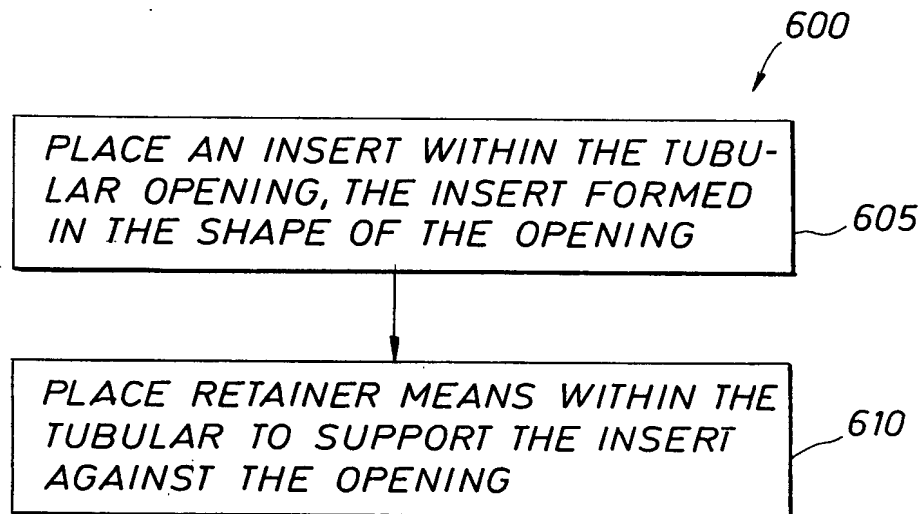 600
PLACE AN INSERT WITHIN THE TUBU-
LAR OPENING, THE INSERT FORMED
IN THE SHAPE OF THE OPENING
605
PLACE RETAINER MEANS WITHIN THE
TUBULAR TO SUPPORT THE INSERT
AGAINST THE OPENING
610